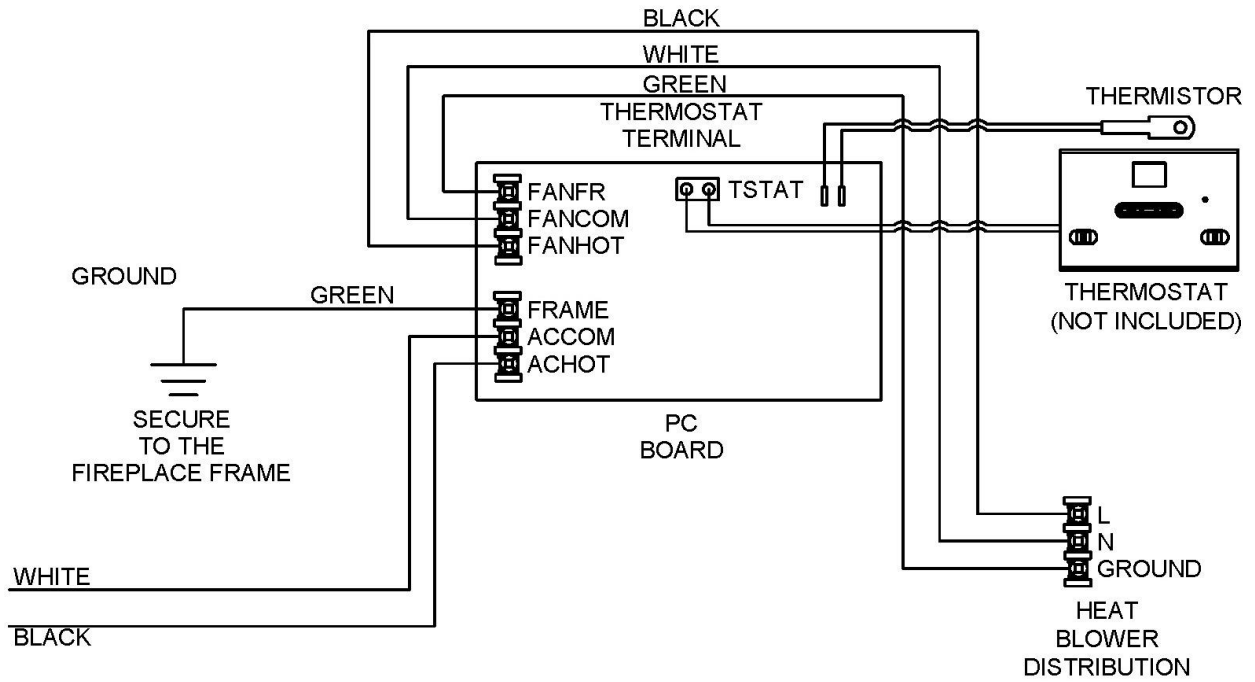 BLACK
WHITE
GREEN
THERMOSTAT
TERMINAL
THERMISTOR
FANFR
TSTAT
FANCOM
FANHOT
GROUND
GREEN
FRAME
ACCOM
ACHOT
THERMOSTAT
(NOT INCLUDED)
SECURE
TO THE
FIREPLACE FRAME
PC
BOARD
L
N
GROUND
WHITE
BLACK
HEAT
BLOWER
DISTRIBUTION